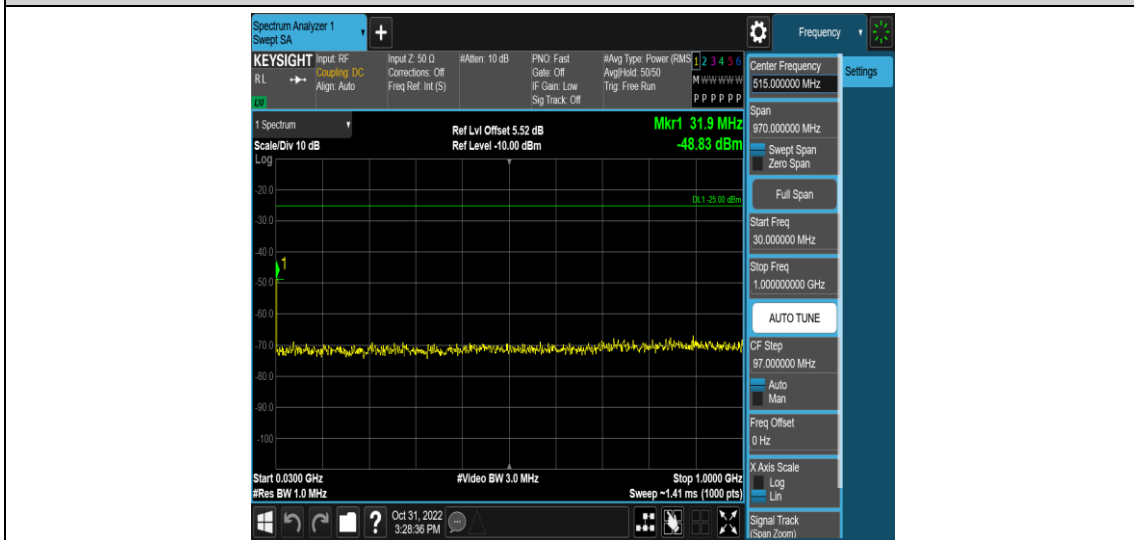 Spectrum Analyzer 1
Swept SA
+
Frequency
KEYSIGHT
RL
LXI
Input: RF
Coupling: DC
Align: Auto
Input Z: 50 Ω
Corrections: Off
Freq Ref: Int (S)
#Atten: 10 dB
PNO: Fast
Gate: Off
IF Gain: Low
Sig Track: Off
#Avg Type: Power (RMS
Avg|Hold: 50/50
Trig: Free Run
1 2 3 4 5 6
M W W W W W
P P P P P P
1 Spectrum
Scale/Div 10 dB
Log
Ref Lvl Offset 5.52 dB
Ref Level -10.00 dBm
Mkr1 31.9 MHz
-48.83 dBm
DL1 -25.00 dBm
1
-20.0
-30.0
-40.0
-50.0
-60.0
-70.0
-80.0
-90.0
-100
Start 0.0300 GHz
#Res BW 1.0 MHz
#Video BW 3.0 MHz
Stop 1.0000 GHz
Sweep ~1.41 ms (1000 pts)
?
Oct 31, 2022
3:28:36 PM
Center Frequency
515.000000 MHz
Settings
Span
970.000000 MHz
Swept Span
Zero Span
Full Span
Start Freq
30.000000 MHz
Stop Freq
1.000000000 GHz
AUTO TUNE
CF Step
97.000000 MHz
Auto
Man
Freq Offset
0 Hz
X Axis Scale
Log
Lin
Signal Track
(Span Zoom)